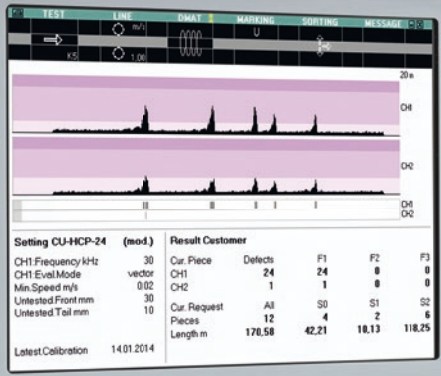 TEST LINE DMAT MARKING SORTING MESSAGE
m/i
U
K5 1,00
20 m
CH1
CH2
CH1
CH2
Setting CU-HCP-24 (mod.)
CH1:Frequency kHz 30
CH1:Eval.Mode vector
Min.Speed m/s 0.02
Untested.Front mm 30
Untested.Tail mm 10
Latest.Calibration 14.01.2014
Result Customer
Cur. Piece Defects F1 F2 F3
CH1 24 24 0 0
CH2 1 1 0 0
Cur. Request All S0 S1 S2
Pieces 12 4 2 6
Length m 170,58 42,21 10,13 118,25